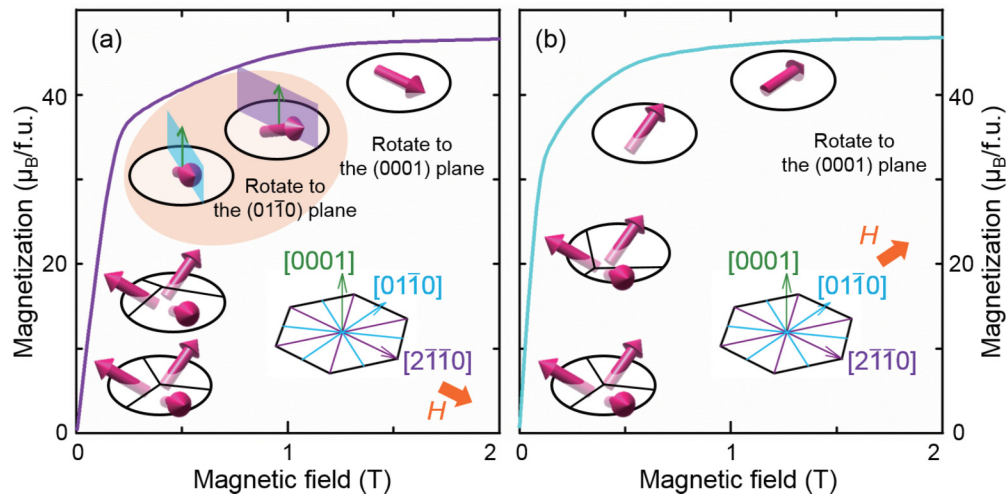 (a)
Magnetization (μB/f.u.)
40
20
0
Rotate to
the (0001) plane
Rotate to
the (011̅0) plane
[0001]
[011̅0]
[21̅1̅0]
H
0
1
2
Magnetic field (T)
(b)
Rotate to
the (0001) plane
H
[0001]
[011̅0]
[21̅1̅0]
0
1
2
Magnetic field (T)
40
20
0
Magnetization (μB/f.u.)